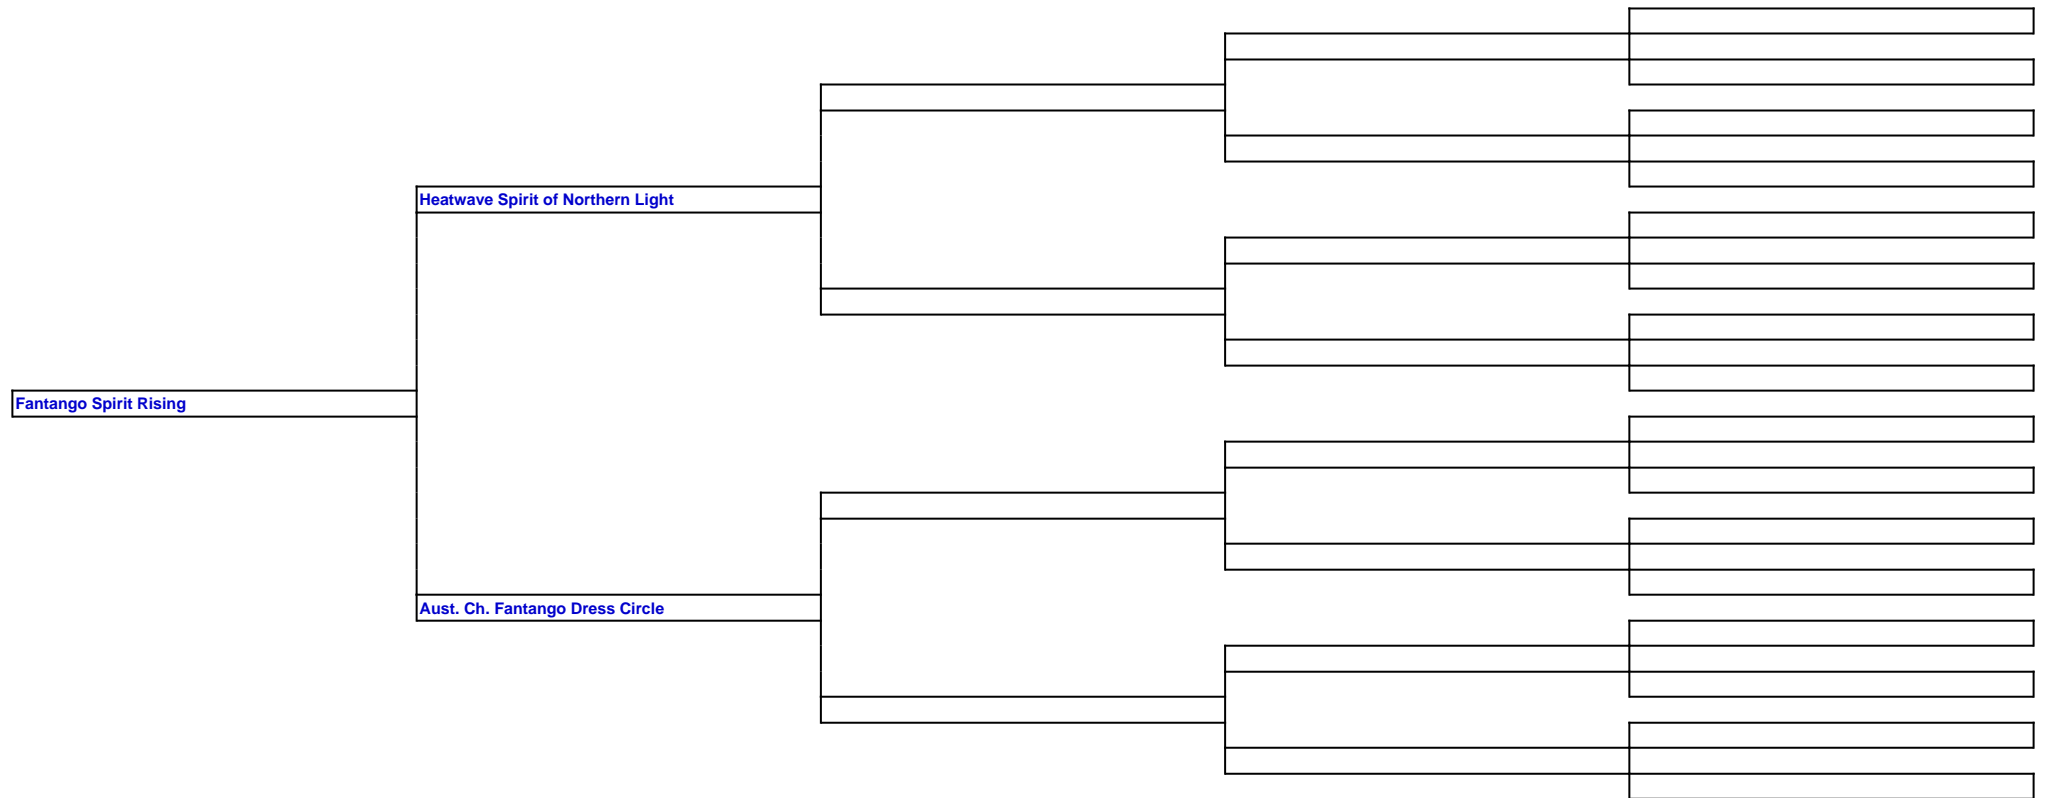 Heatwave Spirit of Northern Light
Fantango Spirit Rising
Aust. Ch. Fantango Dress Circle